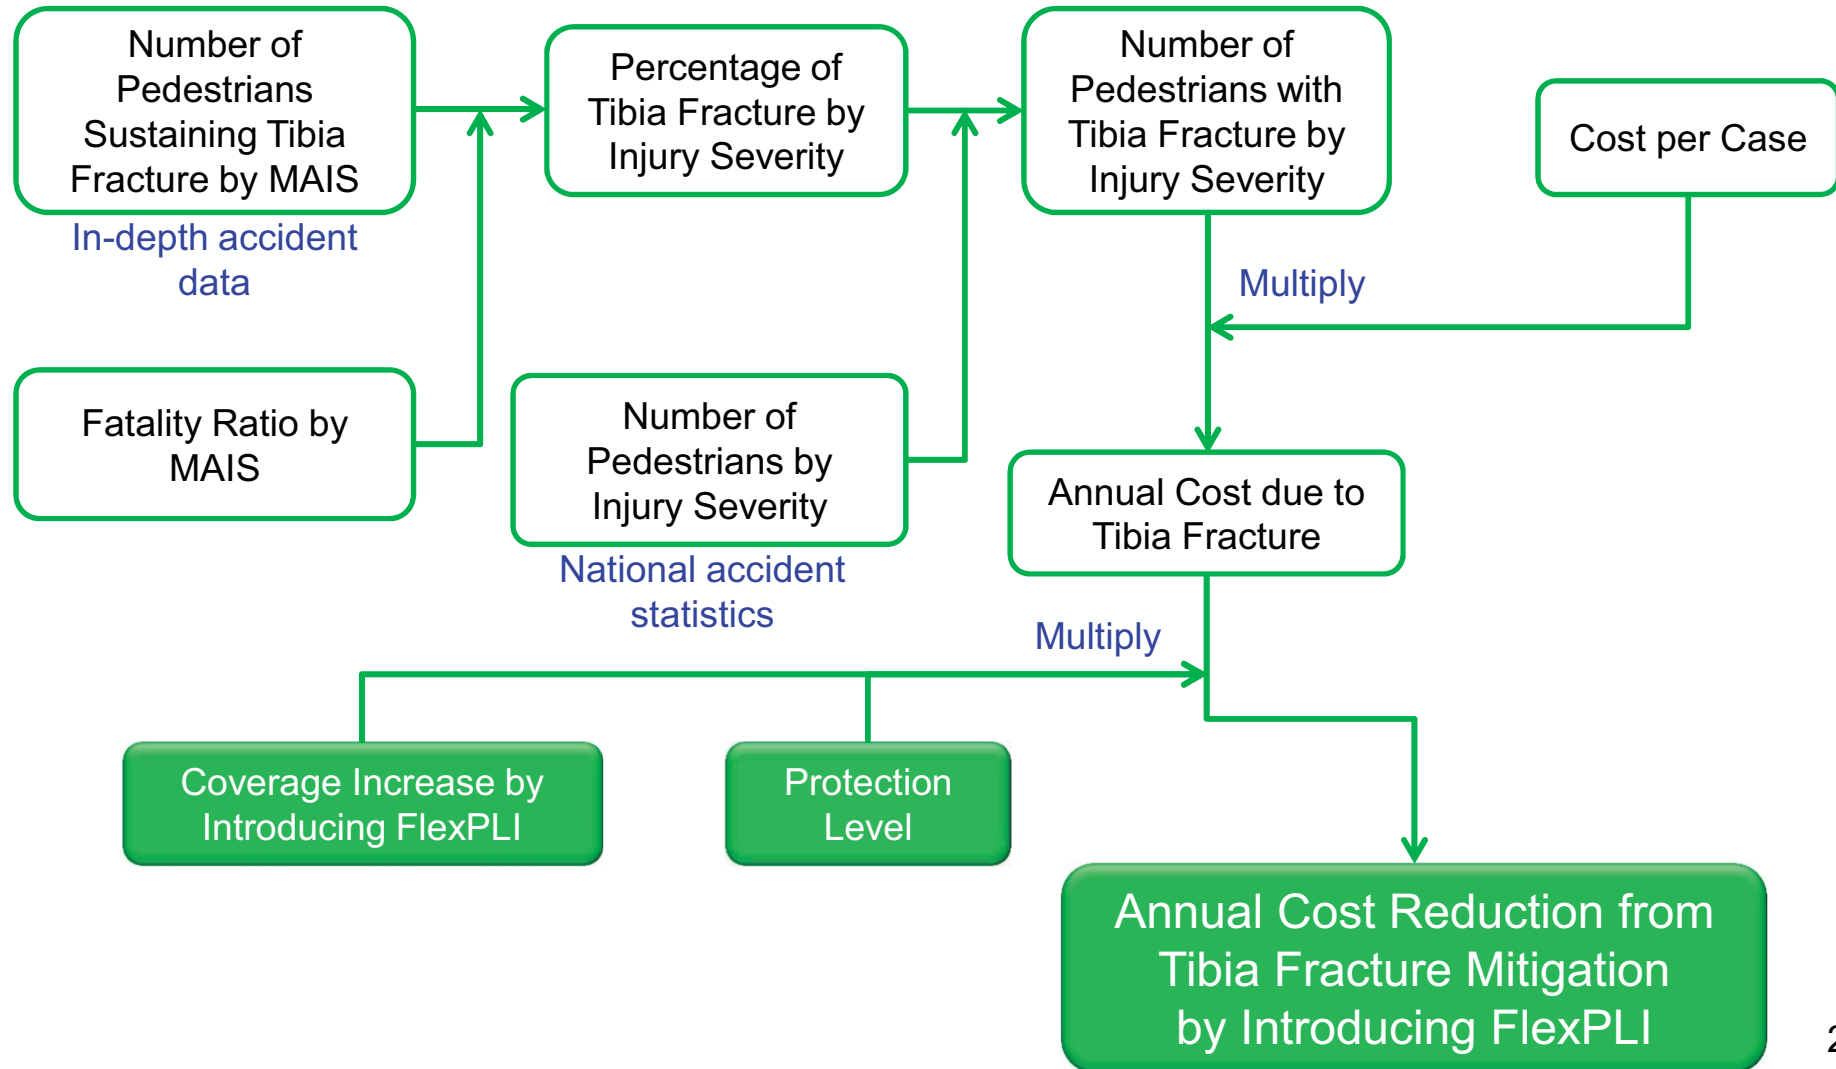 Number of
Pedestrians
Sustaining Tibia
Fracture by MAIS
In-depth accident
data
Percentage of
Tibia Fracture by
Injury Severity
Number of
Pedestrians with
Tibia Fracture by
Injury Severity
Cost per Case
Multiply
Fatality Ratio by
MAIS
Number of
Pedestrians by
Injury Severity
National accident
statistics
Annual Cost due to
Tibia Fracture
Multiply
Coverage Increase by
Introducing FlexPLI
Protection
Level
Annual Cost Reduction from
Tibia Fracture Mitigation
by Introducing FlexPLI